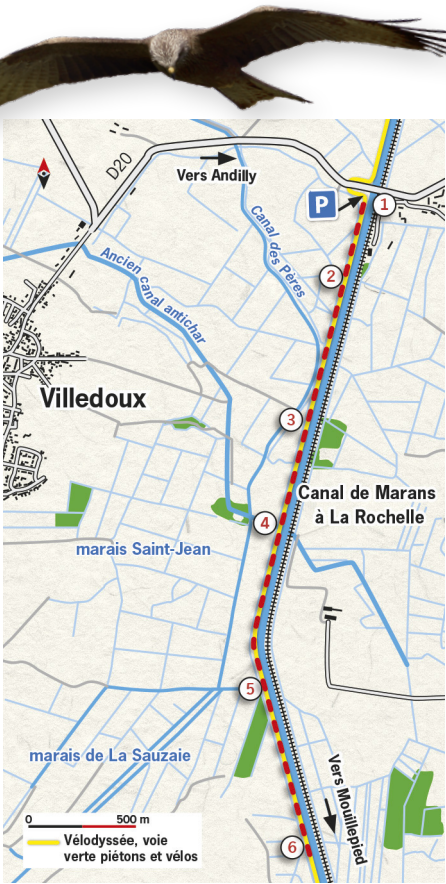 D20
Vers Andilly
P
1
Canal des Pères
2
Ancien canal antichar
Villedoux
3
Canal de Marans
à La Rochelle
4
marais Saint-Jean
5
marais de La Sauzaie
Vers Mouillepied
0 500 m
6
Vélodyssée, voie
verte piétons et vélos